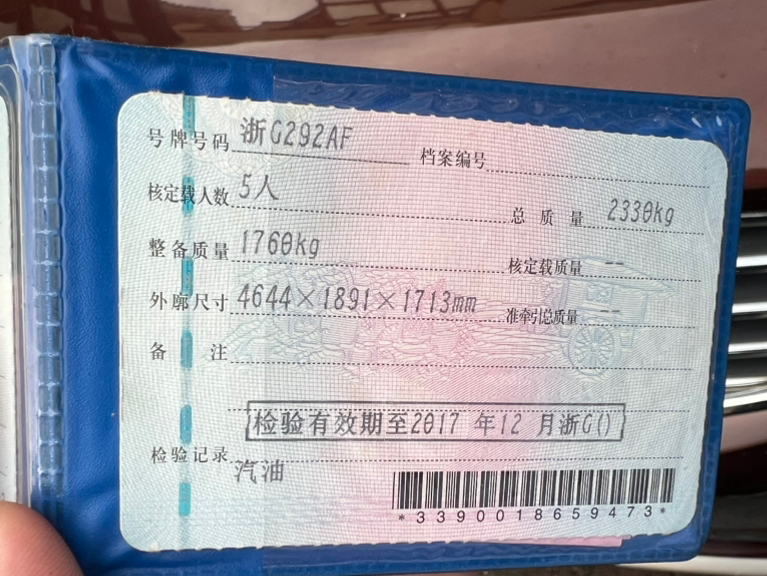 号牌号码 浙G292AF 档案编号
核定载人数 5人 总质量 2330kg
整备质量 1760kg 核定载质量 --
外廓尺寸 4644×1891×1713mm 准牵引总质量 --
备注
检验有效期至2017 年12 月浙G()
检验记录
汽油
*3390018659473*